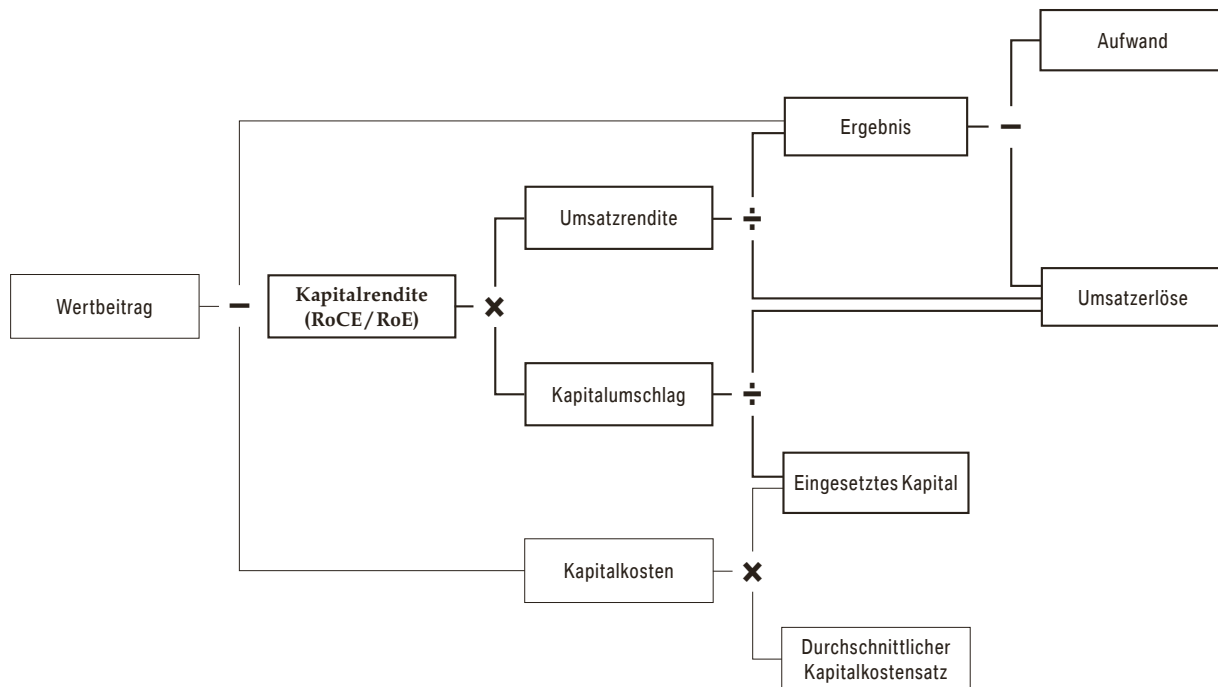 Aufwand
Ergebnis
−
Umsatzrendite
÷
Wertbeitrag
−
Kapitalrendite
(RoCE/RoE)
×
Umsatzerlöse
Kapitalumschlag
÷
Eingesetztes Kapital
Kapitalkosten
×
Durchschnittlicher
Kapitalkostensatz